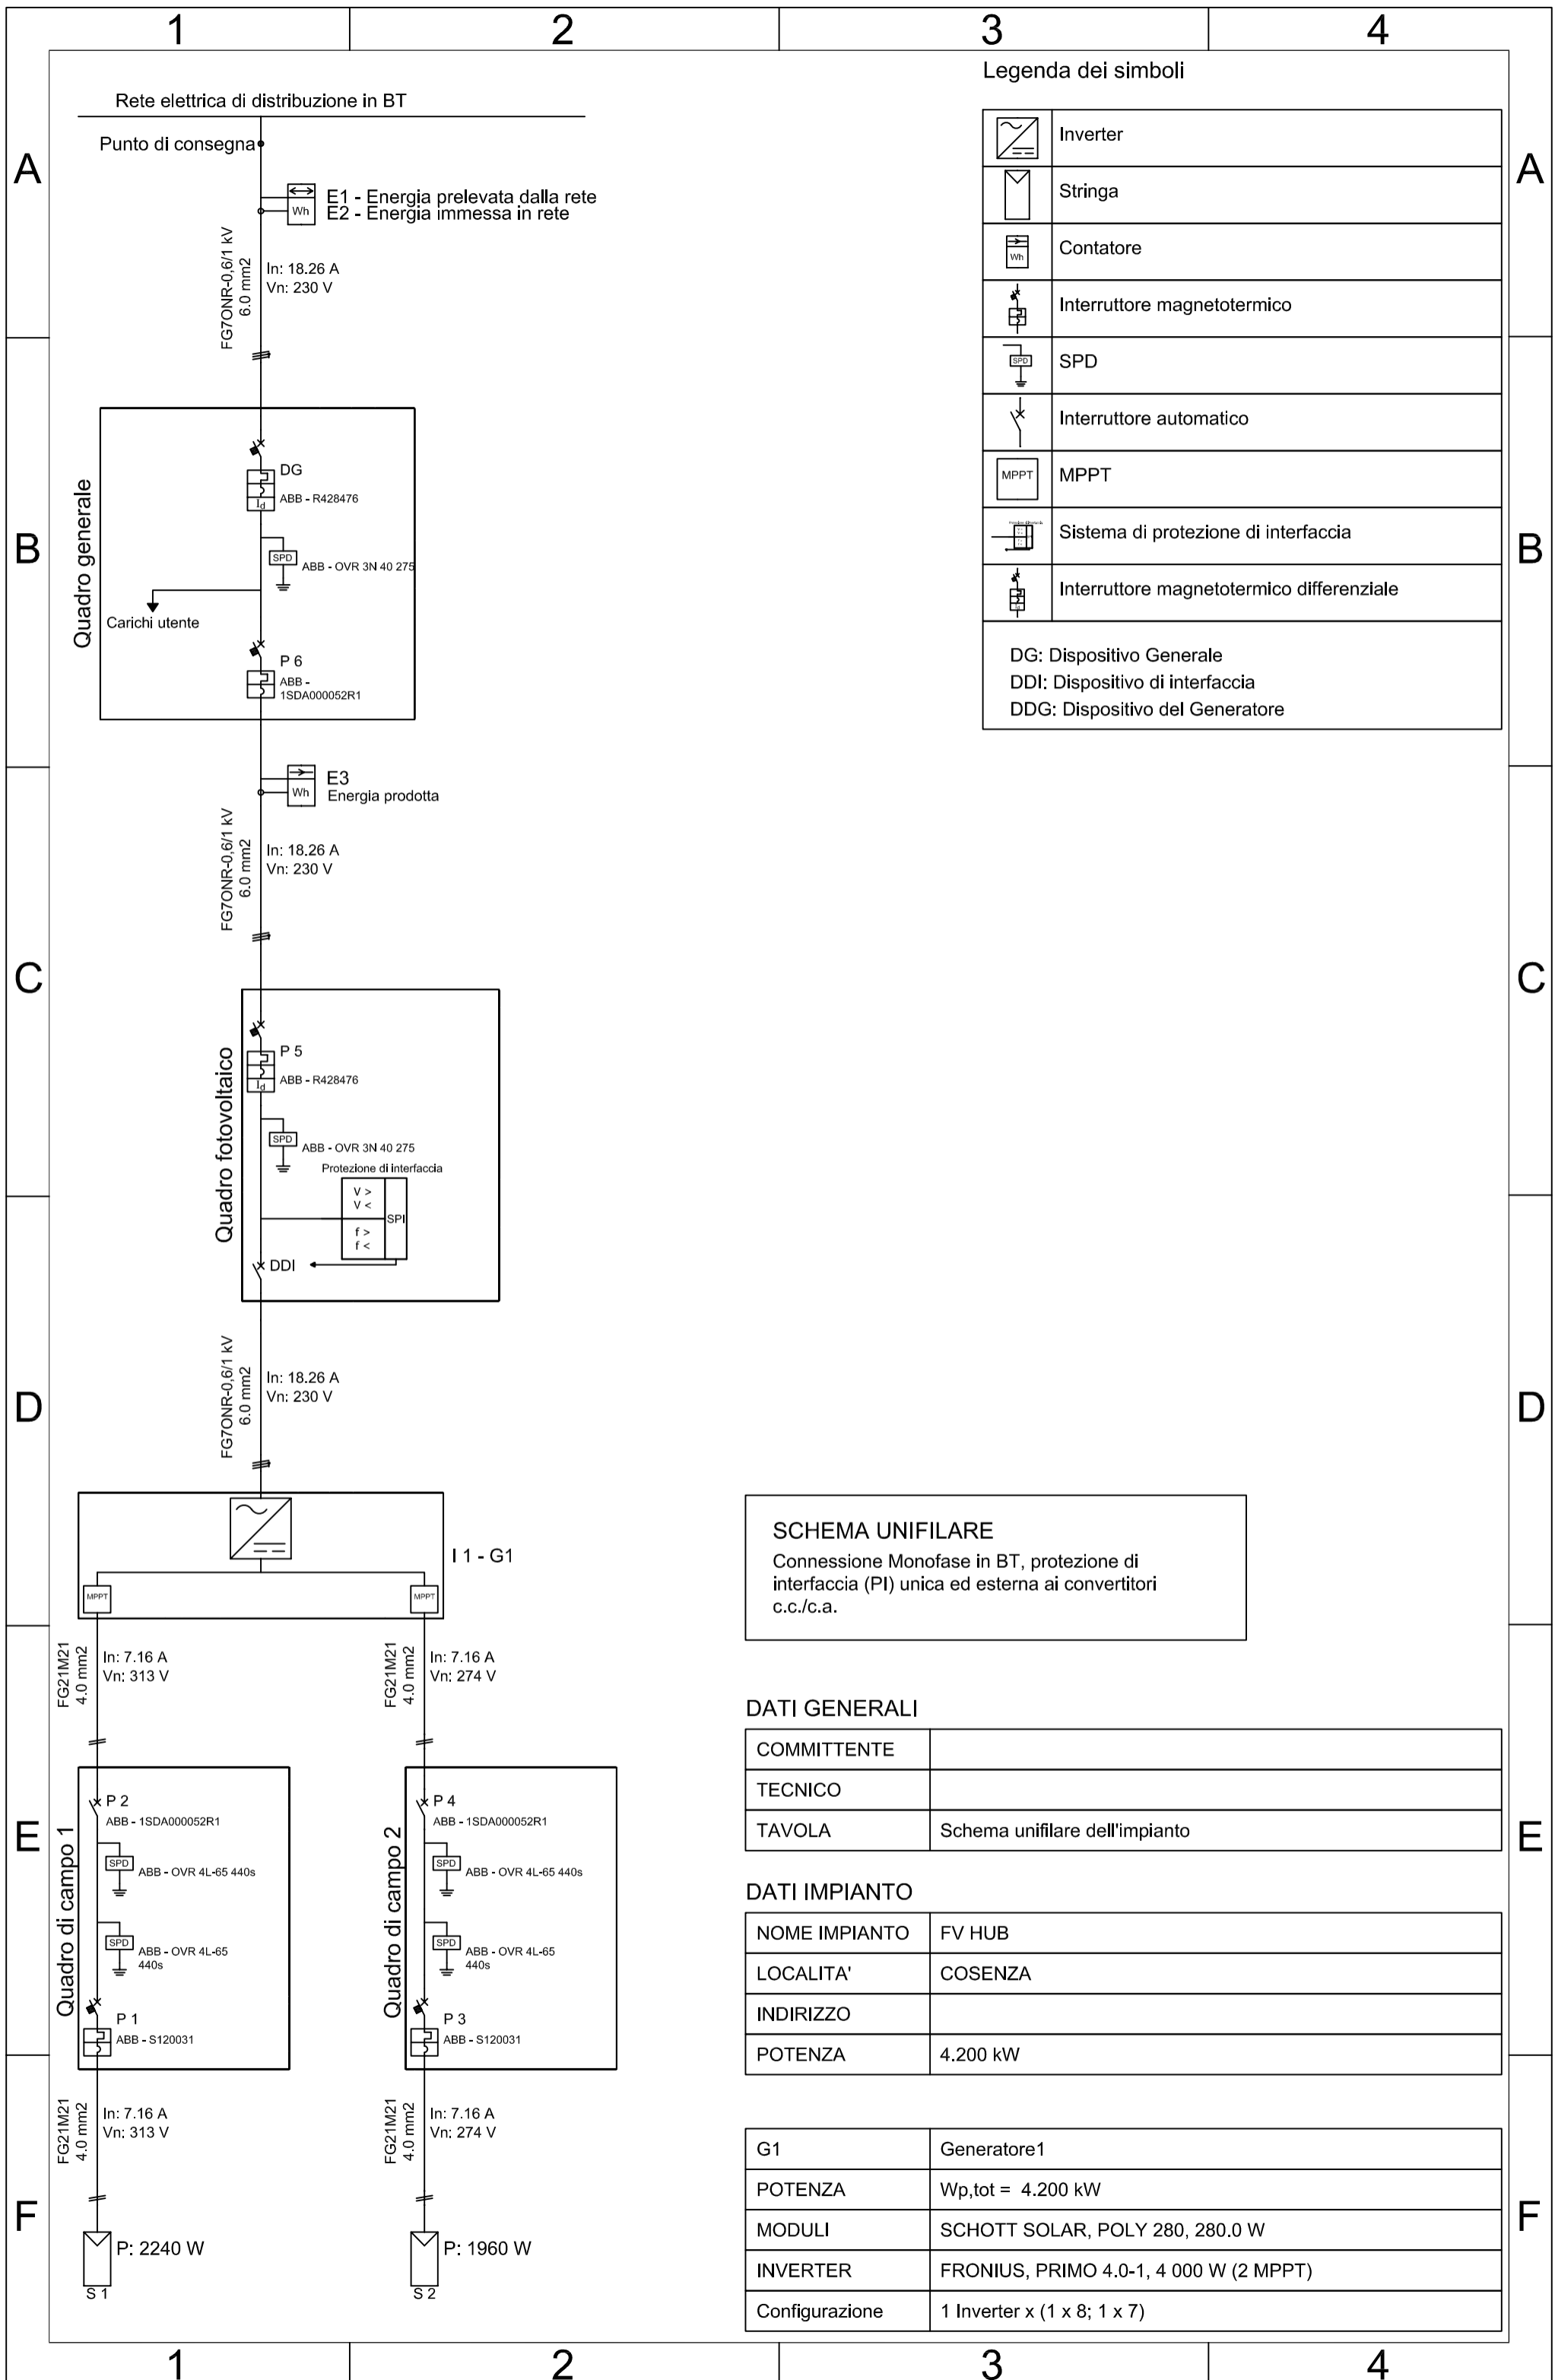 1
2
3
4
A
B
C
D
E
F
A
B
C
D
E
F
Rete elettrica di distribuzione in BT
Punto di consegna
Wh
E1 - Energia prelevata dalla rete
E2 - Energia immessa in rete
FG7ONR-0,6/1 kV
6.0 mm2
In: 18.26 A
Vn: 230 V
Quadro generale
DG
Id
ABB - R428476
SPD
ABB - OVR 3N 40 275
Carichi utente
P 6
ABB -
1SDA000052R1
Wh
E3
Energia prodotta
FG7ONR-0,6/1 kV
6.0 mm2
In: 18.26 A
Vn: 230 V
Quadro fotovoltaico
P 5
Id
ABB - R428476
SPD
ABB - OVR 3N 40 275
Protezione di interfaccia
V >
V <
SPI
f >
f <
DDI
FG7ONR-0,6/1 kV
6.0 mm2
In: 18.26 A
Vn: 230 V
I 1 - G1
MPPT
MPPT
FG21M21
4.0 mm2
In: 7.16 A
Vn: 313 V
FG21M21
4.0 mm2
In: 7.16 A
Vn: 274 V
Quadro di campo 1
P 2
ABB - 1SDA000052R1
SPD
ABB - OVR 4L-65 440s
SPD
ABB - OVR 4L-65
440s
P 1
ABB - S120031
Quadro di campo 2
P 4
ABB - 1SDA000052R1
SPD
ABB - OVR 4L-65 440s
SPD
ABB - OVR 4L-65
440s
P 3
ABB - S120031
FG21M21
4.0 mm2
In: 7.16 A
Vn: 313 V
FG21M21
4.0 mm2
In: 7.16 A
Vn: 274 V
P: 2240 W
S 1
P: 1960 W
S 2
Legenda dei simboli
Inverter
Stringa
Wh
Contatore
Interruttore magnetotermico
SPD
SPD
Interruttore automatico
MPPT
MPPT
Sistema di protezione di interfaccia
Interruttore magnetotermico differenziale
DG: Dispositivo Generale
DDI: Dispositivo di interfaccia
DDG: Dispositivo del Generatore
SCHEMA UNIFILARE
Connessione Monofase in BT, protezione di
interfaccia (PI) unica ed esterna ai convertitori
c.c./c.a.
DATI GENERALI
COMMITTENTE
TECNICO
TAVOLA Schema unifilare dell'impianto
DATI IMPIANTO
NOME IMPIANTO FV HUB
LOCALITA' COSENZA
INDIRIZZO
POTENZA 4.200 kW
G1 Generatore1
POTENZA Wp,tot = 4.200 kW
MODULI SCHOTT SOLAR, POLY 280, 280.0 W
INVERTER FRONIUS, PRIMO 4.0-1, 4 000 W (2 MPPT)
Configurazione 1 Inverter x (1 x 8; 1 x 7)
1
2
3
4